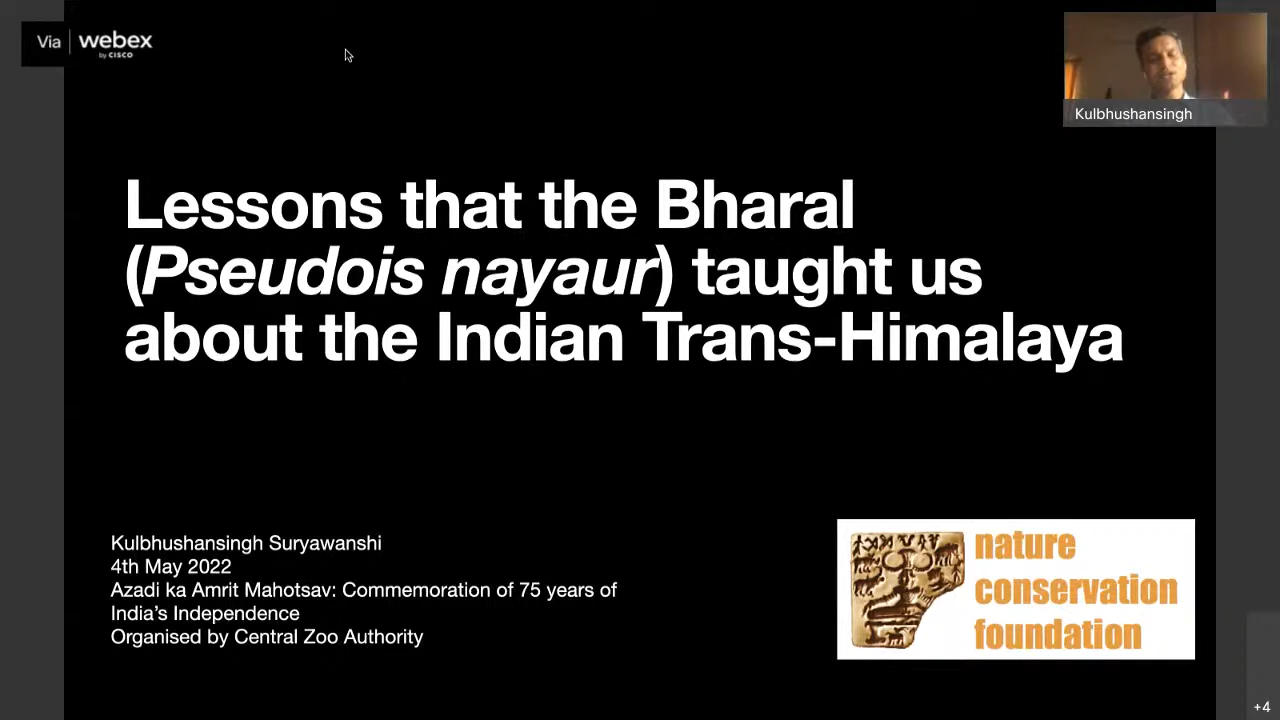 Via webex
by CISCO
Kulbhushansingh
Lessons that the Bharal
(Pseudois nayaur) taught us
about the Indian Trans-Himalaya
Kulbhushansingh Suryawanshi
4th May 2022
Azadi ka Amrit Mahotsav: Commemoration of 75 years of
India’s Independence
Organised by Central Zoo Authority
nature
conservation
foundation
+4